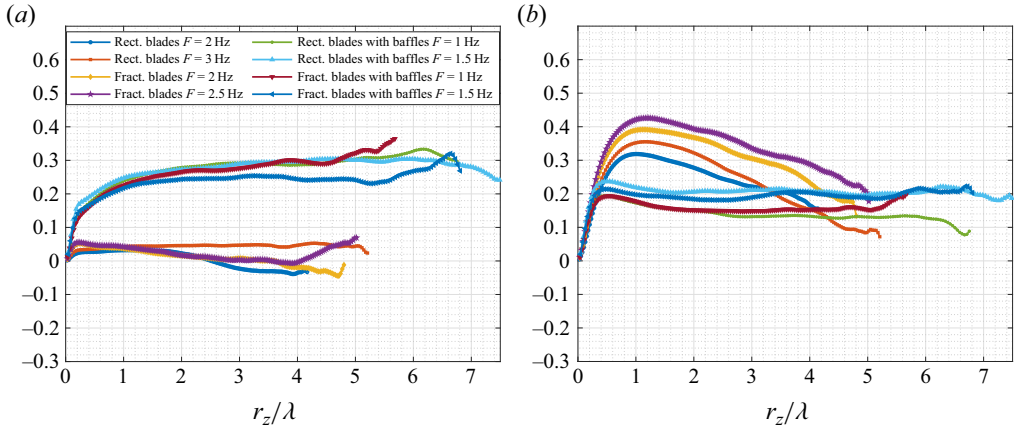 (a)
0.6
0.5
0.4
0.3
0.2
0.1
0
−0.1
−0.2
−0.3
Rect. blades F = 2 Hz
Rect. blades F = 3 Hz
Fract. blades F = 2 Hz
Fract. blades F = 2.5 Hz
Rect. blades with baffles F = 1 Hz
Rect. blades with baffles F = 1.5 Hz
Fract. blades with baffles F = 1 Hz
Fract. blades with baffles F = 1.5 Hz
0 1 2 3 4 5 6 7
r_z/λ
(b)
0.6
0.5
0.4
0.3
0.2
0.1
0
−0.1
−0.2
−0.3
0 1 2 3 4 5 6 7
r_z/λ